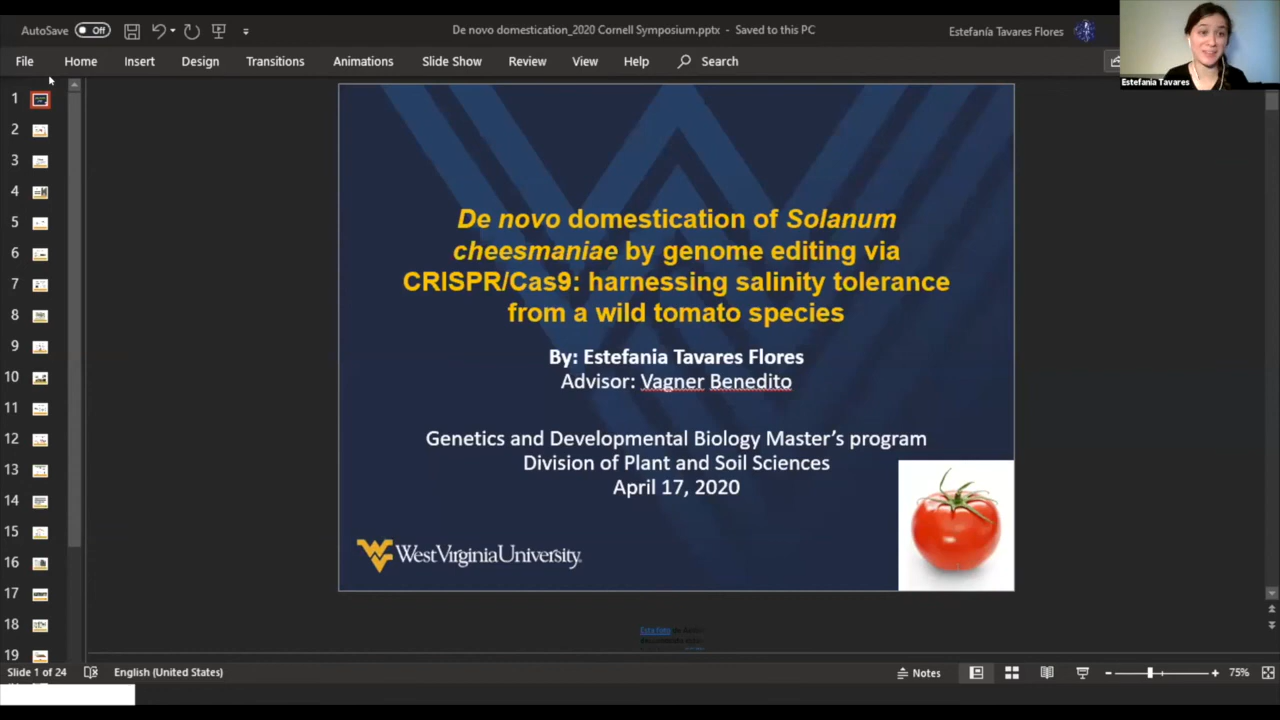 AutoSave Off
De novo domestication_2020 Cornell Symposium.pptx - Saved to this PC
Estefanía Tavares Flores
File Home Insert Design Transitions Animations Slide Show Review View Help Search
Estefania Tavares
1
2
3
4
5
6
7
8
9
10
11
12
13
14
15
16
17
18
19
De novo domestication of Solanum
cheesmaniae by genome editing via
CRISPR/Cas9: harnessing salinity tolerance
from a wild tomato species
By: Estefania Tavares Flores
Advisor: Vagner Benedito
Genetics and Developmental Biology Master's program
Division of Plant and Soil Sciences
April 17, 2020
WestVirginiaUniversity.
Slide 1 of 24 English (United States) Notes 75%